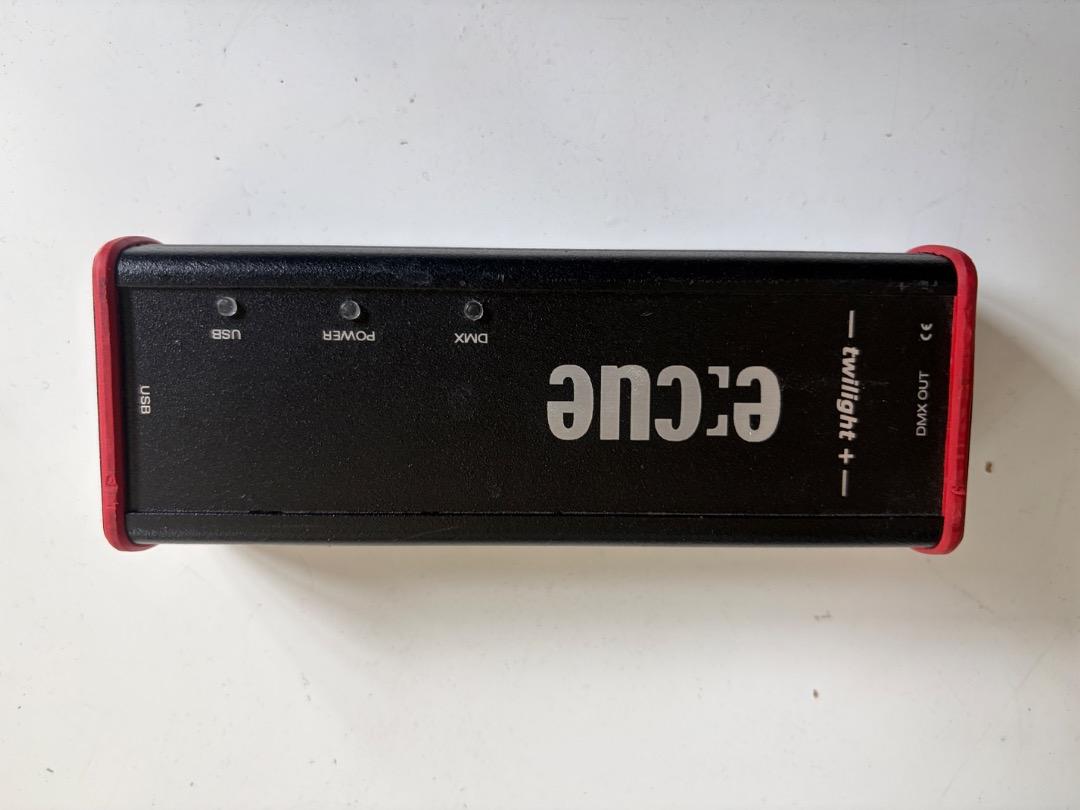 USB
POWER
DMX
e:cue
— twilight + —
DMX OUT
CE
USB